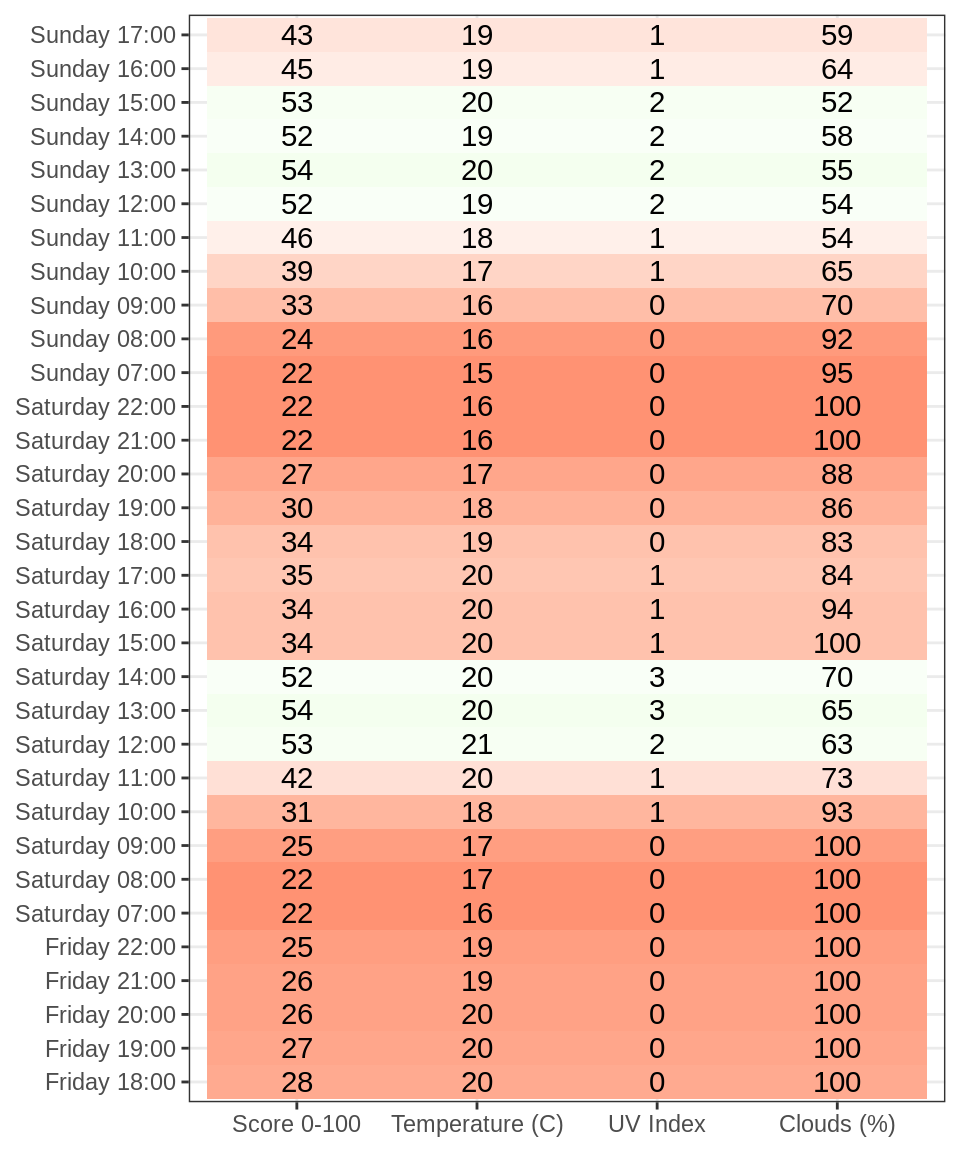 Sunday 17:00 43 19 1 59
Sunday 16:00 45 19 1 64
Sunday 15:00 53 20 2 52
Sunday 14:00 52 19 2 58
Sunday 13:00 54 20 2 55
Sunday 12:00 52 19 2 54
Sunday 11:00 46 18 1 54
Sunday 10:00 39 17 1 65
Sunday 09:00 33 16 0 70
Sunday 08:00 24 16 0 92
Sunday 07:00 22 15 0 95
Saturday 22:00 22 16 0 100
Saturday 21:00 22 16 0 100
Saturday 20:00 27 17 0 88
Saturday 19:00 30 18 0 86
Saturday 18:00 34 19 0 83
Saturday 17:00 35 20 1 84
Saturday 16:00 34 20 1 94
Saturday 15:00 34 20 1 100
Saturday 14:00 52 20 3 70
Saturday 13:00 54 20 3 65
Saturday 12:00 53 21 2 63
Saturday 11:00 42 20 1 73
Saturday 10:00 31 18 1 93
Saturday 09:00 25 17 0 100
Saturday 08:00 22 17 0 100
Saturday 07:00 22 16 0 100
Friday 22:00 25 19 0 100
Friday 21:00 26 19 0 100
Friday 20:00 26 20 0 100
Friday 19:00 27 20 0 100
Friday 18:00 28 20 0 100
Score 0-100 Temperature (C) UV Index Clouds (%)